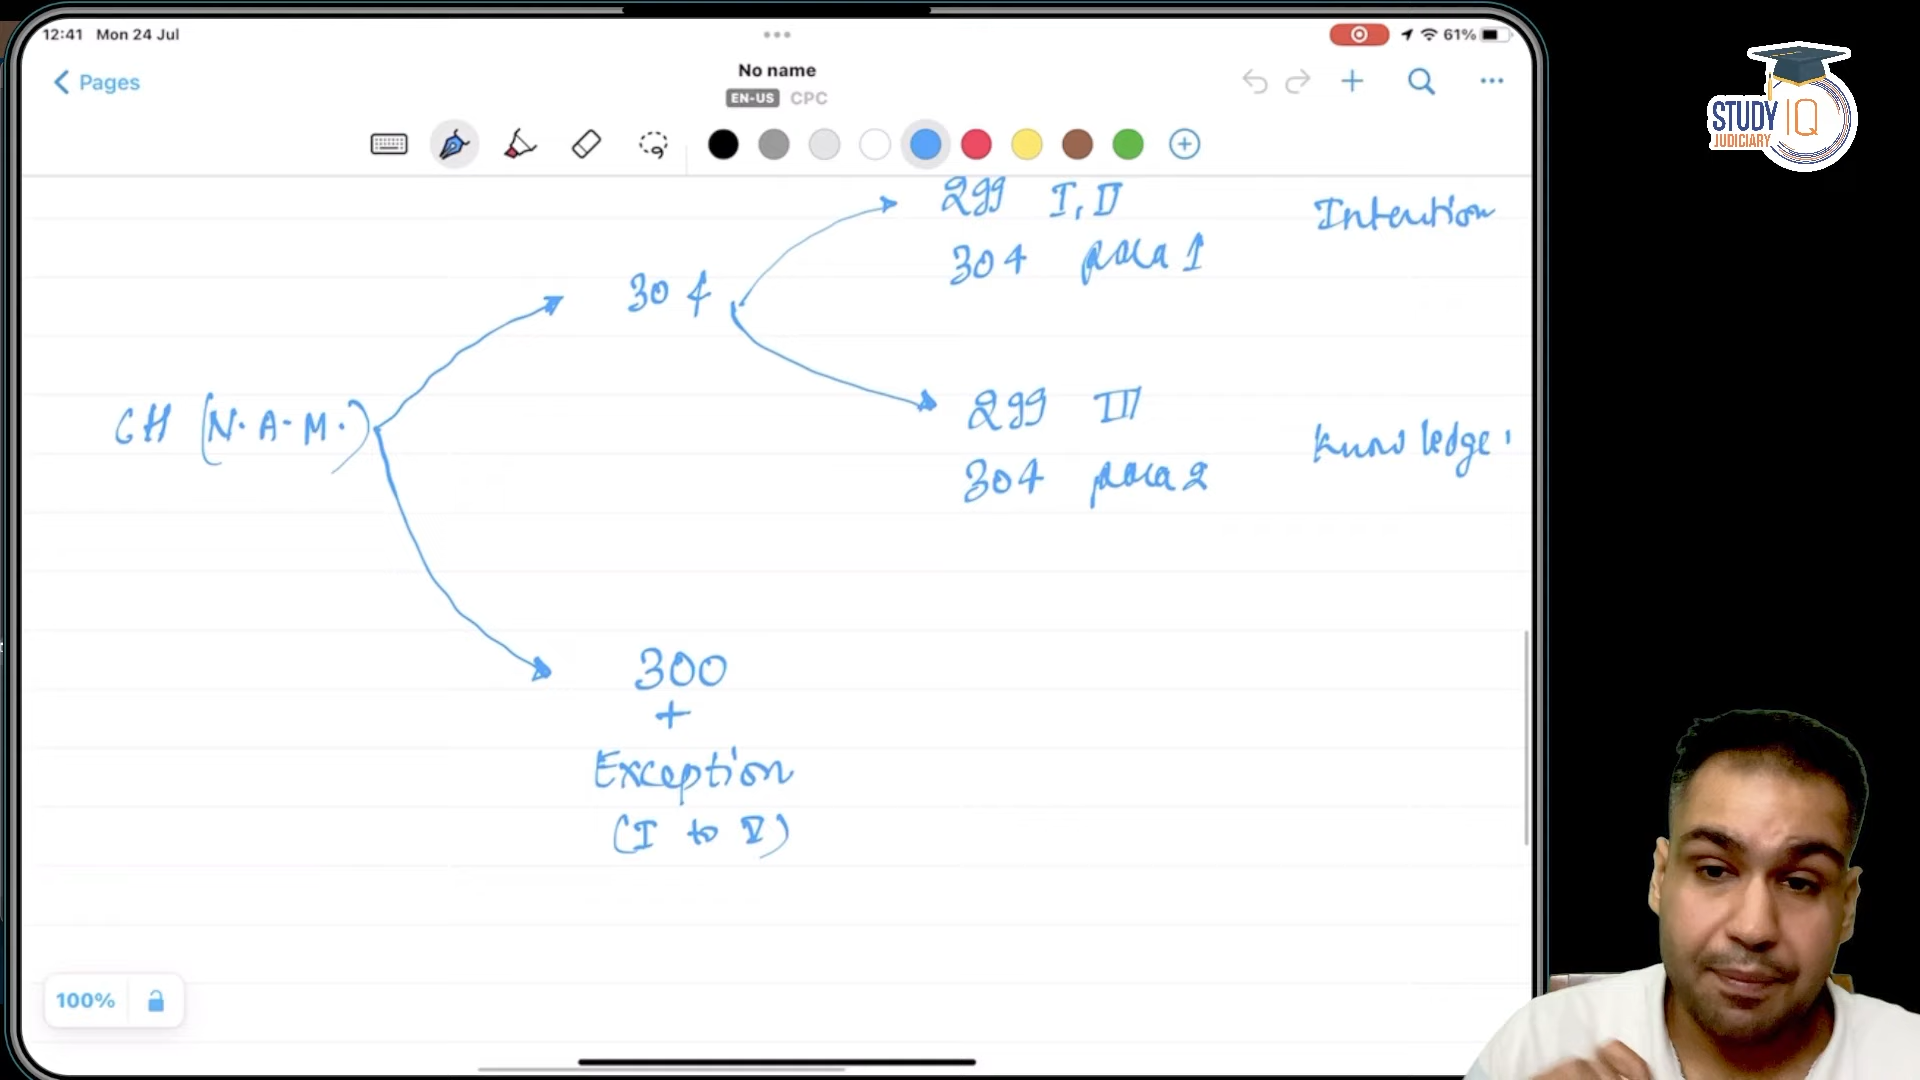 12:41 Mon 24 Jul
61%
Pages
No name
EN-US CPC
STUDY IQ
JUDICIARY
299 I, II
Intention
304 para 1
304
CH (N.A.M.)
299 III
Knowledge
304 para 2
300
+
Exception
(I to V)
100%